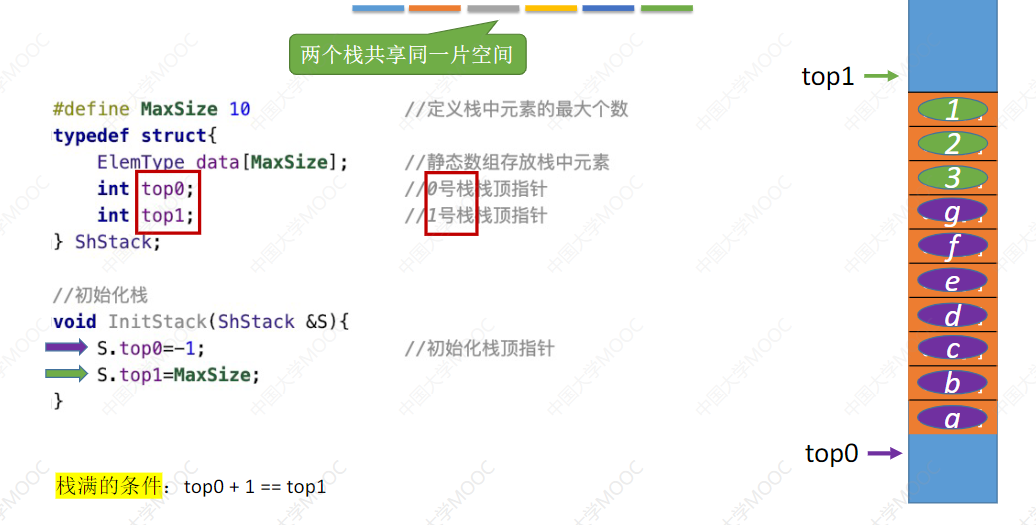 两个栈共享同一片空间
#define MaxSize 10 //定义栈中元素的最大个数
typedef struct{
ElemType data[MaxSize]; //静态数组存放栈中元素
int top0; //0号栈栈顶指针
int top1; //1号栈栈顶指针
} ShStack;
//初始化栈
void InitStack(ShStack &S){
S.top0=-1; //初始化栈顶指针
S.top1=MaxSize;
}
栈满的条件：top0 + 1 == top1
top1
1
2
3
g
f
e
d
c
b
a
top0
中国大学MOOC